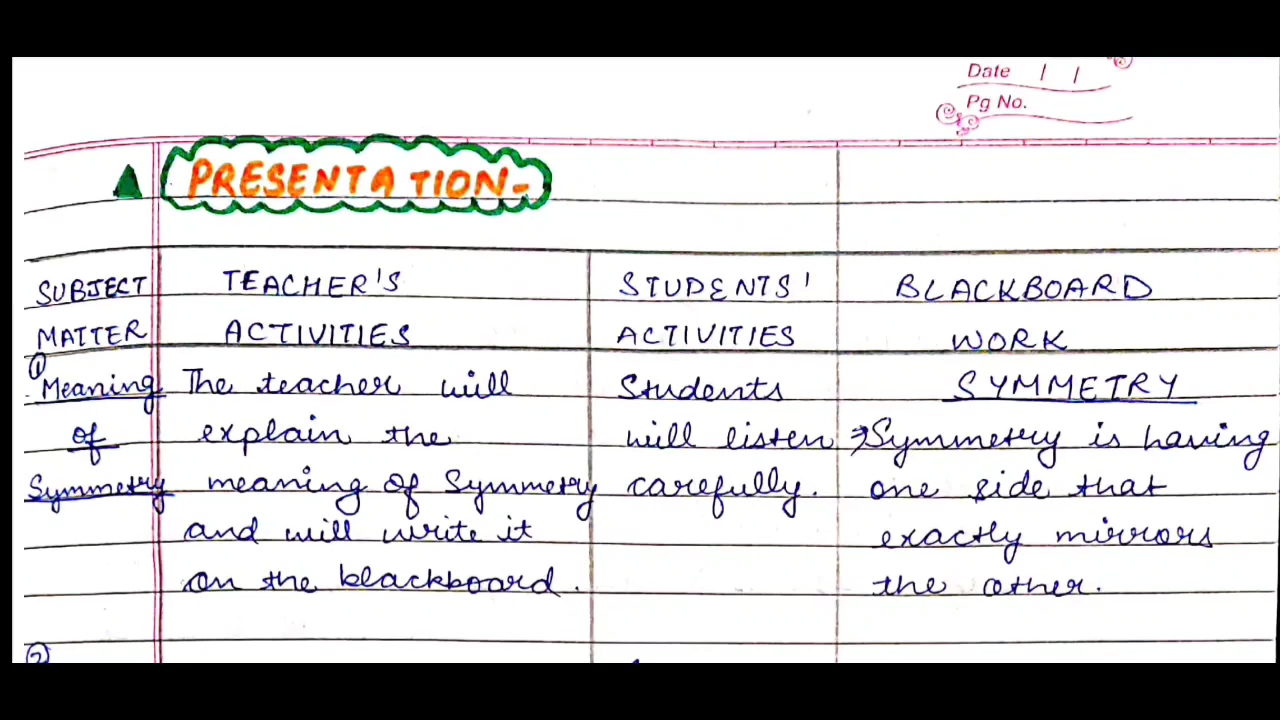 Date / /
Pg No.
PRESENTATION-
SUBJECT TEACHER'S STUDENTS' BLACKBOARD
MATTER ACTIVITIES ACTIVITIES WORK
① Meaning The teacher will Students SYMMETRY
of explain the will listen → Symmetry is having
Symmetry meaning of Symmetry carefully. one side that
and will write it exactly mirrors
on the blackboard. the other.
②